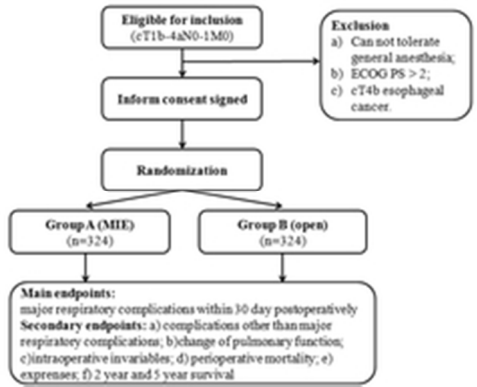 Eligible for inclusion
(cT1b-4aN0-1M0)
Exclusion
a) Can not tolerate
general anesthesia;
b) ECOG PS > 2;
c) cT4b esophageal
cancer.
Inform consent signed
Randomization
Group A (MIE)
(n=324)
Group B (open)
(n=324)
Main endpoints:
major respiratory complications within 30 day postoperatively
Secondary endpoints: a) complications other than major
respiratory complications; b)change of pulmonary function;
c)intraoperative invariables; d) perioperative mortality; e)
exprenses; f) 2 year and 5 year survival